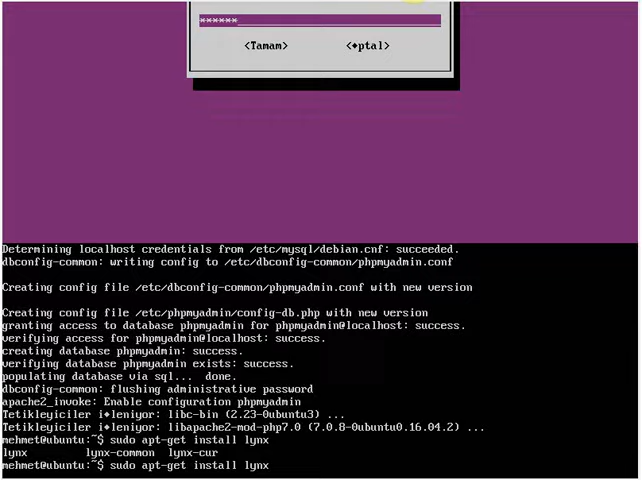 ******
<Tamam> <♦ptal>
Determining localhost credentials from /etc/mysql/debian.cnf: succeeded.
dbconfig-common: writing config to /etc/dbconfig-common/phpmyadmin.conf
Creating config file /etc/dbconfig-common/phpmyadmin.conf with new version
Creating config file /etc/phpmyadmin/config-db.php with new version
granting access to database phpmyadmin for phpmyadmin@localhost: success.
verifying access for phpmyadmin@localhost: success.
creating database phpmyadmin: success.
verifying database phpmyadmin exists: success.
populating database via sql...  done.
dbconfig-common: flushing administrative password
apache2_invoke: Enable configuration phpmyadmin
Tetikleyiciler i♦leniyor: libc-bin (2.23-0ubuntu3) ...
Tetikleyiciler i♦leniyor: libapache2-mod-php7.0 (7.0.8-0ubuntu0.16.04.2) ...
mehmet@ubuntu:~$ sudo apt-get install lynx
lynx lynx-common lynx-cur
mehmet@ubuntu:~$ sudo apt-get install lynx